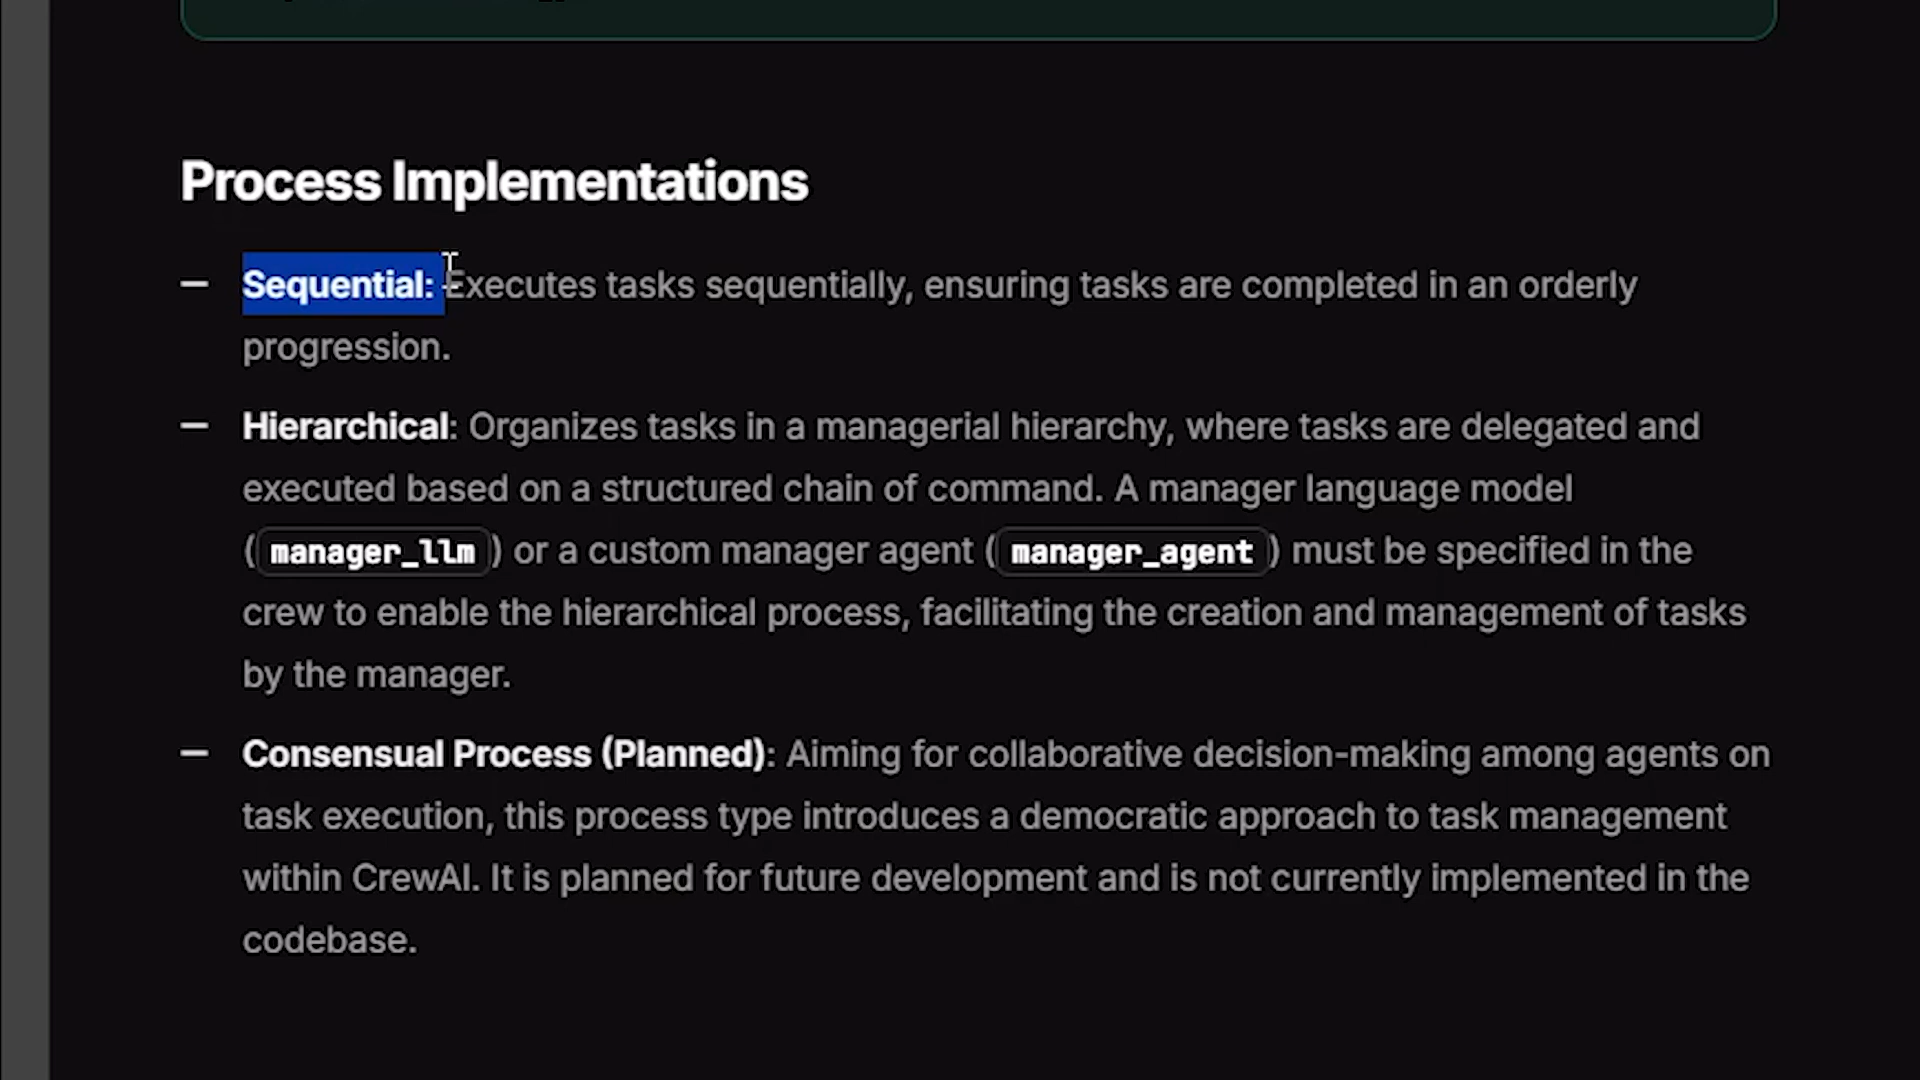 Process Implementations
— Sequential: Executes tasks sequentially, ensuring tasks are completed in an orderly
progression.
— Hierarchical: Organizes tasks in a managerial hierarchy, where tasks are delegated and
executed based on a structured chain of command. A manager language model
(manager_llm) or a custom manager agent (manager_agent) must be specified in the
crew to enable the hierarchical process, facilitating the creation and management of tasks
by the manager.
— Consensual Process (Planned): Aiming for collaborative decision-making among agents on
task execution, this process type introduces a democratic approach to task management
within CrewAI. It is planned for future development and is not currently implemented in the
codebase.